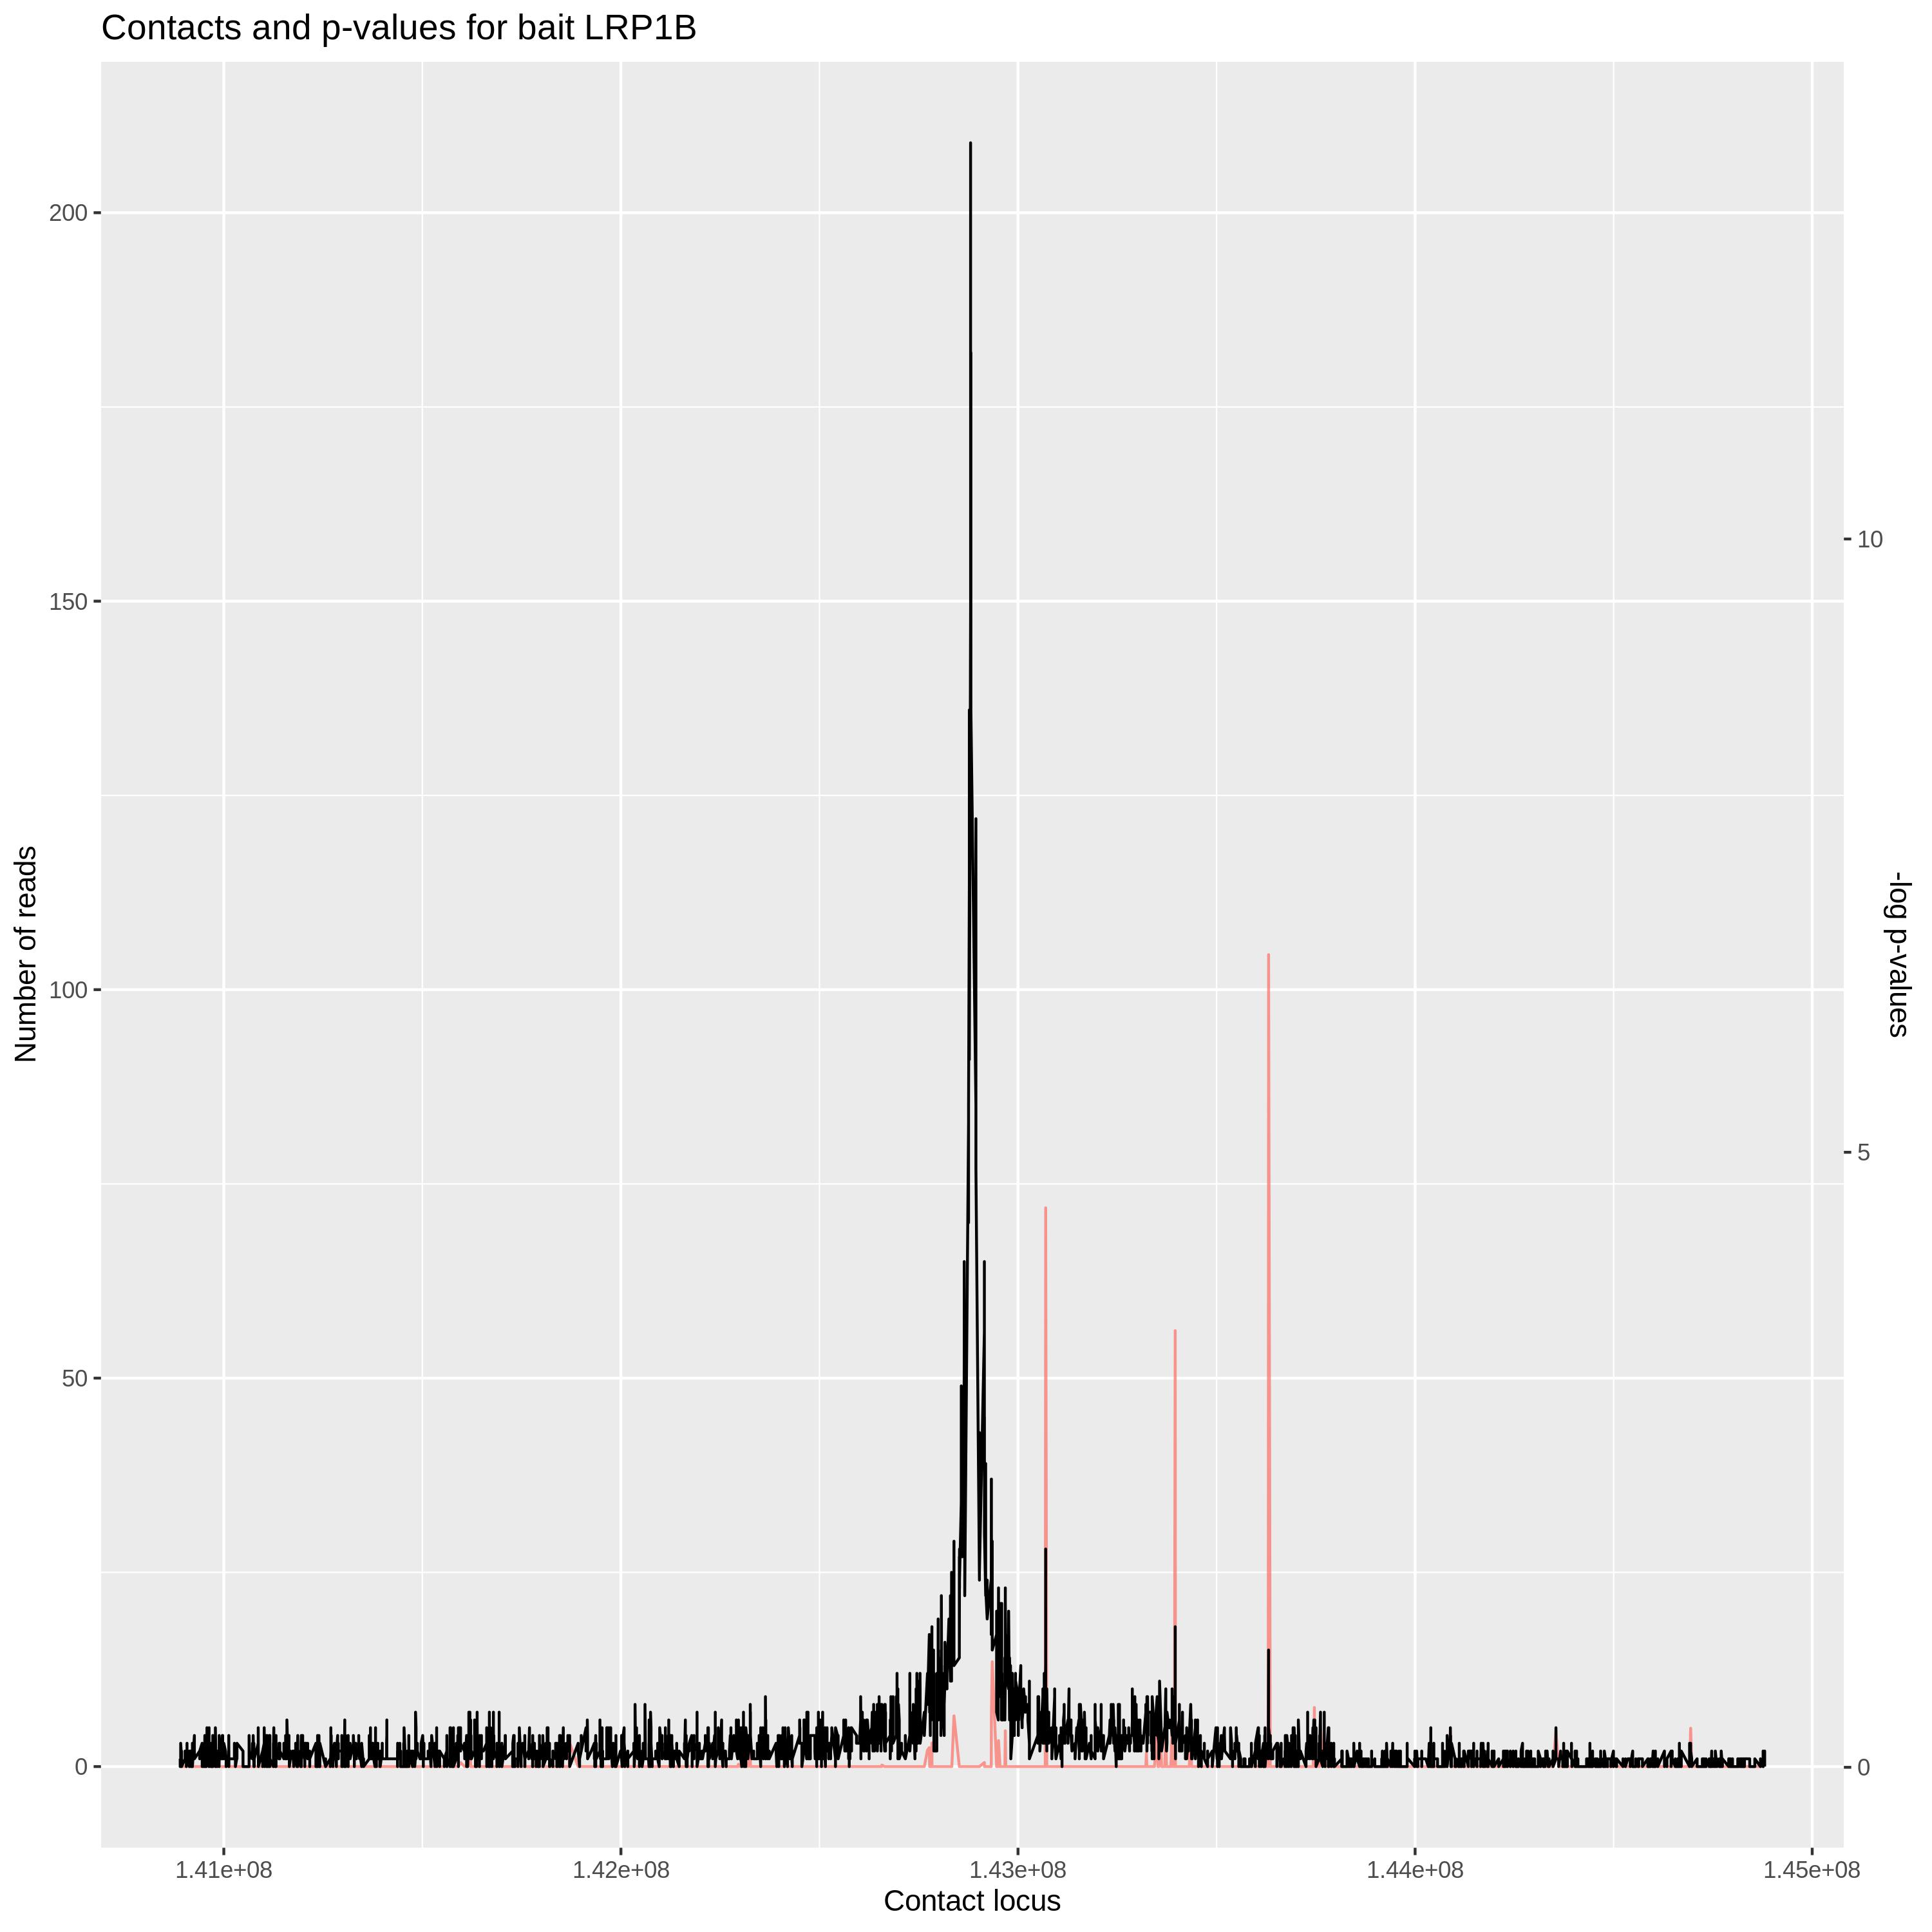 Contacts and p-values for bait LRP1B
200
150
100
50
0
Number of reads
10
5
0
-log p-values
1.41e+08 1.42e+08 1.43e+08 1.44e+08 1.45e+08
Contact locus